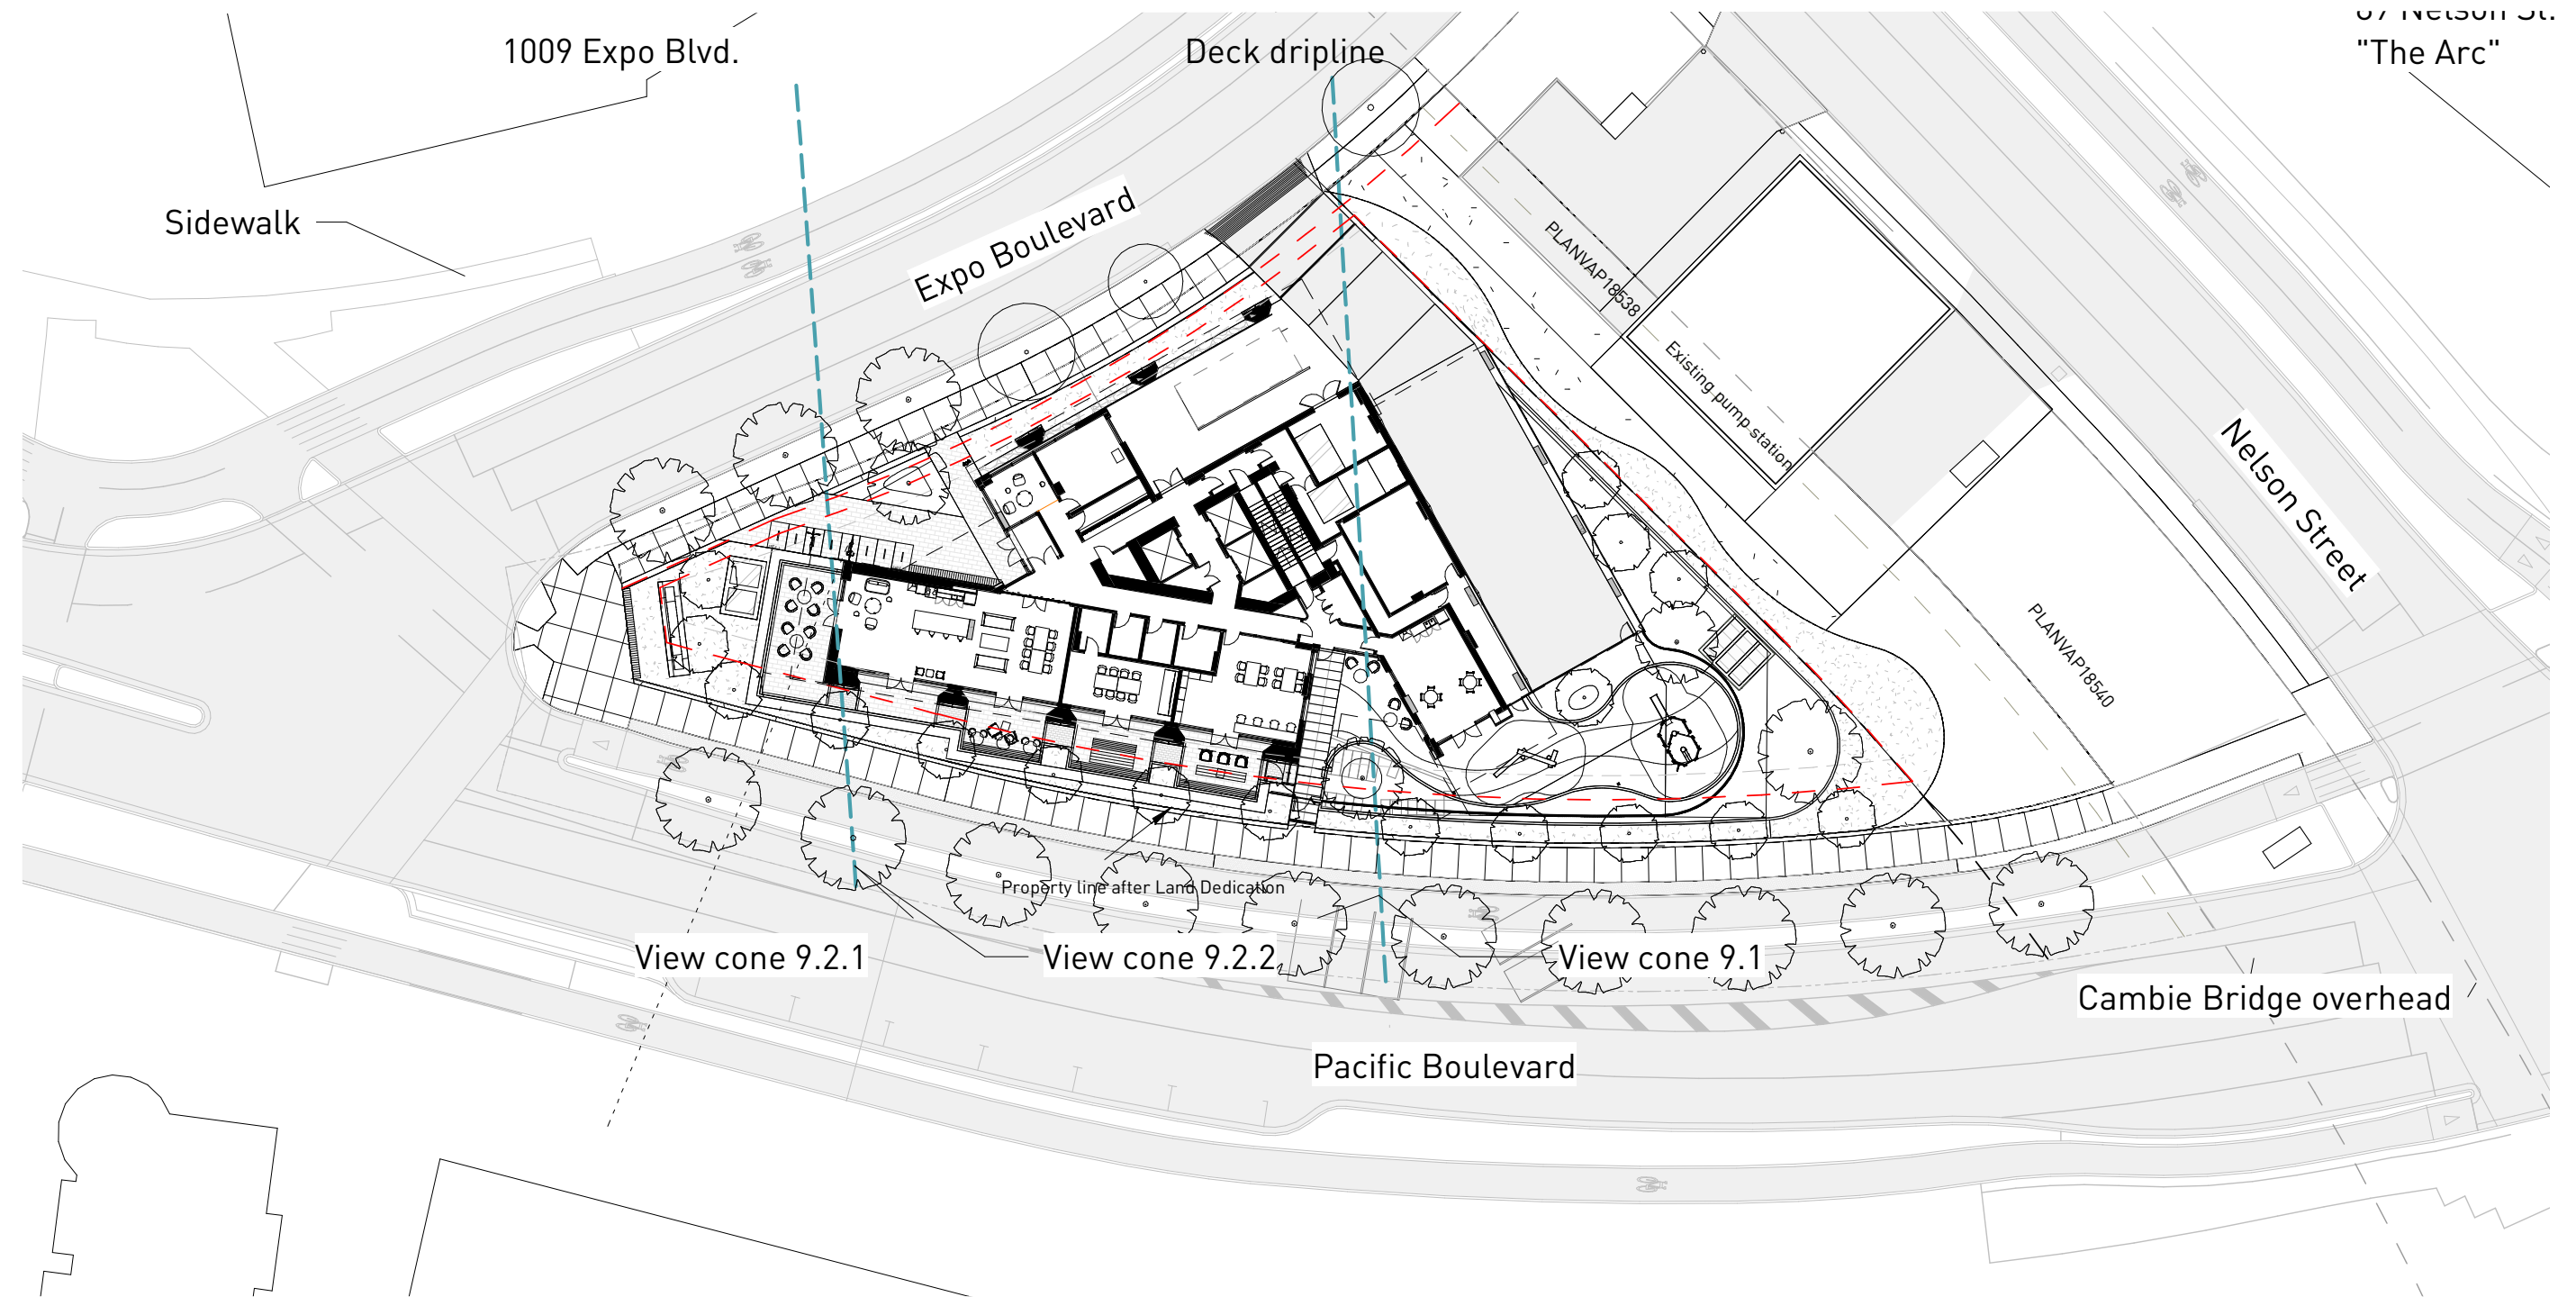 1009 Expo Blvd.
Deck dripline
"The Arc"
Sidewalk
Expo Boulevard
PLANVAP18538
Existing pump station
Nelson Street
PLANVAP18540
Property line after Land Dedication
View cone 9.2.1
View cone 9.2.2
View cone 9.1
Cambie Bridge overhead
Pacific Boulevard